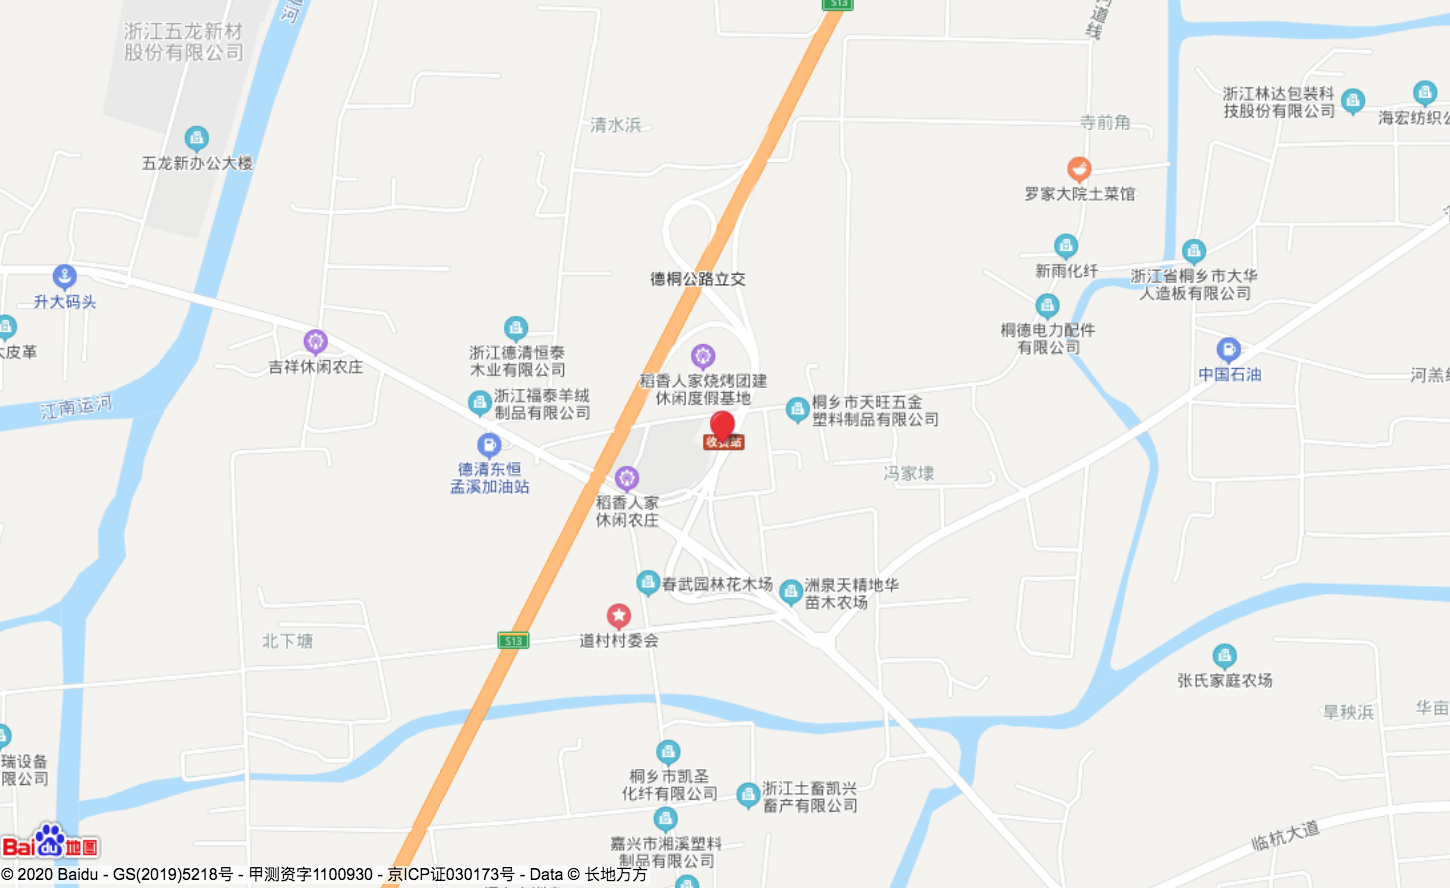 S13
河道线
浙江五龙新材
股份有限公司
浙江林达包装科
技股份有限公司
海宏纺织公
清水浜
寺前角
五龙新办公大楼
罗家大院土菜馆
新雨化纤
浙江省桐乡市大华
人造板有限公司
德桐公路立交
升大码头
桐德电力配件
有限公司
皮革
吉祥休闲农庄
浙江德清恒泰
木业有限公司
中国石油
稻香人家烧烤团建
休闲度假基地
江南运河
浙江福泰羊绒
制品有限公司
桐乡市天旺五金
塑料制品有限公司
收费站
德清东恒
孟溪加油站
冯家埭
稻香人家
休闲农庄
春武园林花木场
洲泉天精地华
苗木农场
道村村委会
S13
北下塘
张氏家庭农场
旱秧浜
华亩
瑞设备
限公司
桐乡市凯圣
化纤有限公司
浙江土畜凯兴
畜产有限公司
嘉兴市湘溪塑料
制品有限公司
临杭大道
Bai du 地图
© 2020 Baidu - GS(2019)5218号 - 甲测资字1100930 - 京ICP证030173号 - Data © 长地万方